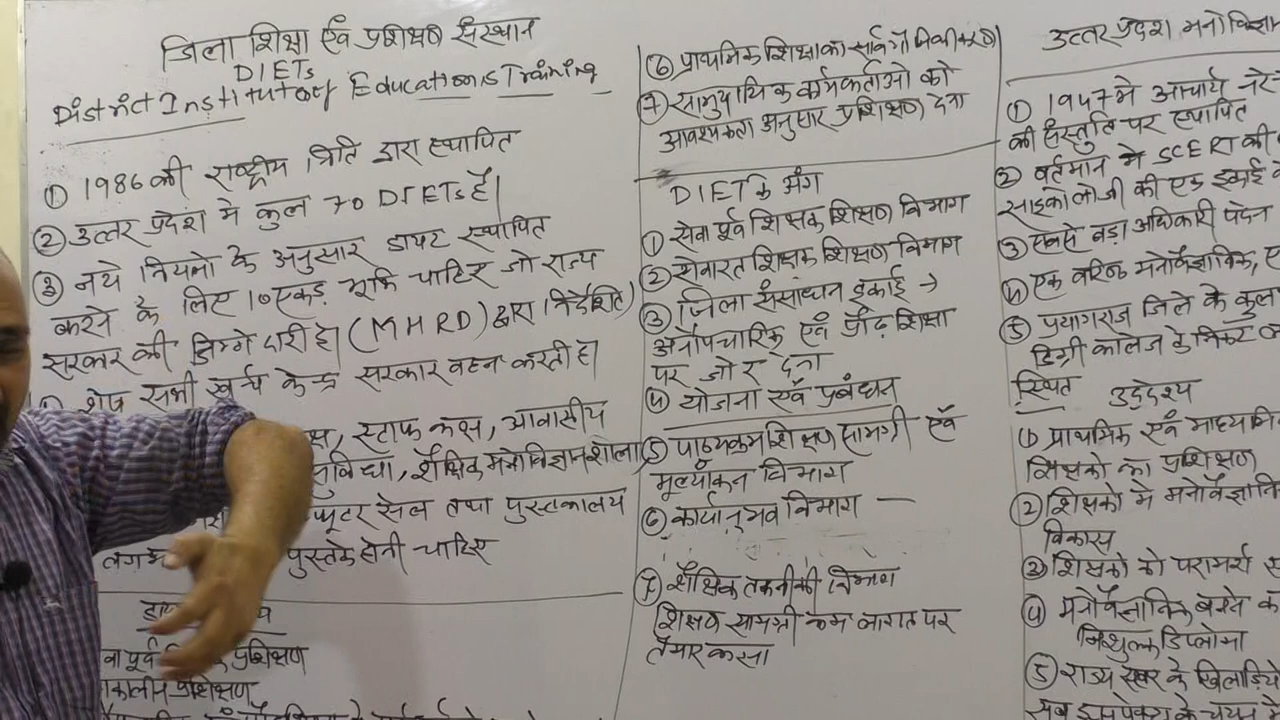 जिला शिक्षा एवं प्रशिक्षण संस्थान
DIETs
District Institut of Education & Training
① 1986 की राष्ट्रीय निति द्वारा स्थापित
② उत्तर प्रदेश मे कुल 70 DIETs है।
③ नये नियमो के अनुसार डायट स्थापित
करने के लिए 10 एकड़ भूमि चाहिए जो राज्य
सरकार की जिम्मेदारी है। (MHRD) द्वारा निर्देशित)
शेष सभी खर्च केन्द्र सरकार वहन करती है।
स्टाफ कक्ष, आवासीय
सुविधा, शैक्षिक मनोविज्ञानशाला
प्यूटर सेल तथा पुस्तकालय
पुस्तके होनी चाहिए
वा पूर्व प्रशिक्षण
कालीन प्रशिक्षण
⑥ प्राथमिक शिक्षा का सार्वभौमिकीकरण
⑦ सामुदायिक कार्यकर्ताओ को
आवश्यकता अनुसार प्रशिक्षण देना
DIET के अंग
① सेवा पूर्व शिक्षक शिक्षण विभाग
② सेवारत शिक्षक शिक्षण विभाग
③ जिला संसाधन इकाई →
अनौपचारिक एवं प्रौढ़ शिक्षा
पर जोर देना
④ योजना एवं प्रबंधन
⑤ पाठ्यक्रम शिक्षण सामग्री एवं
मूल्याँकन विभाग
⑥ कार्यानुभव विभाग —
⑦ शैक्षिक तकनीकी विभाग
शिक्षण सामग्री कम लागत पर
तैयार करना
उत्तर प्रदेश मनोविज्ञान
① 1947 मे आचार्य नरे
की संस्तुति पर स्थापित
② वर्तमान मे SCERT की
साइकोलोजी की एक इकाई के
③ सबसे बड़ा अधिकारी पदेन
④ एक वरिष्ठ मनोवैज्ञानिक,
⑤ प्रयागराज जिले के कुला
डिग्री कालेज के निकट
स्थित उद्देश्य
① प्राथमिक एवं माध्यमि
शिक्षको का प्रशिक्षण
② शिक्षको मे मनोवैज्ञानि
विकास
③ शिक्षको को परामर्श
④ मनोवैज्ञानिक बनने क
निशुल्क डिप्लोमा
⑤ राज्य स्तर के खिलाड़ियो